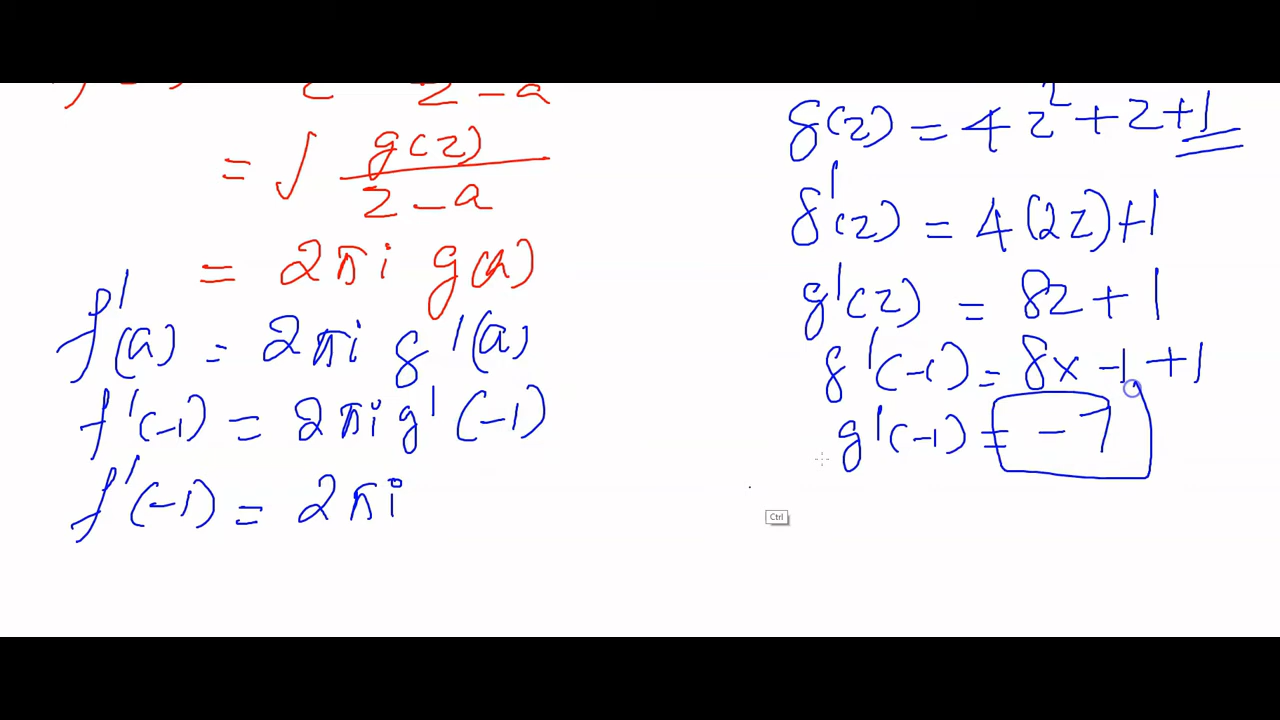 z - a
= ∫ g(z) / z - a
= 2πi g(a)
f'(a) = 2πi g'(a)
f'(-1) = 2πi g'(-1)
f'(-1) = 2πi
g(z) = 4z² + z + 1
g'(z) = 4(2z) + 1
g'(z) = 8z + 1
g'(-1) = 8x -1 + 1
g'(-1) = -7
Ctrl